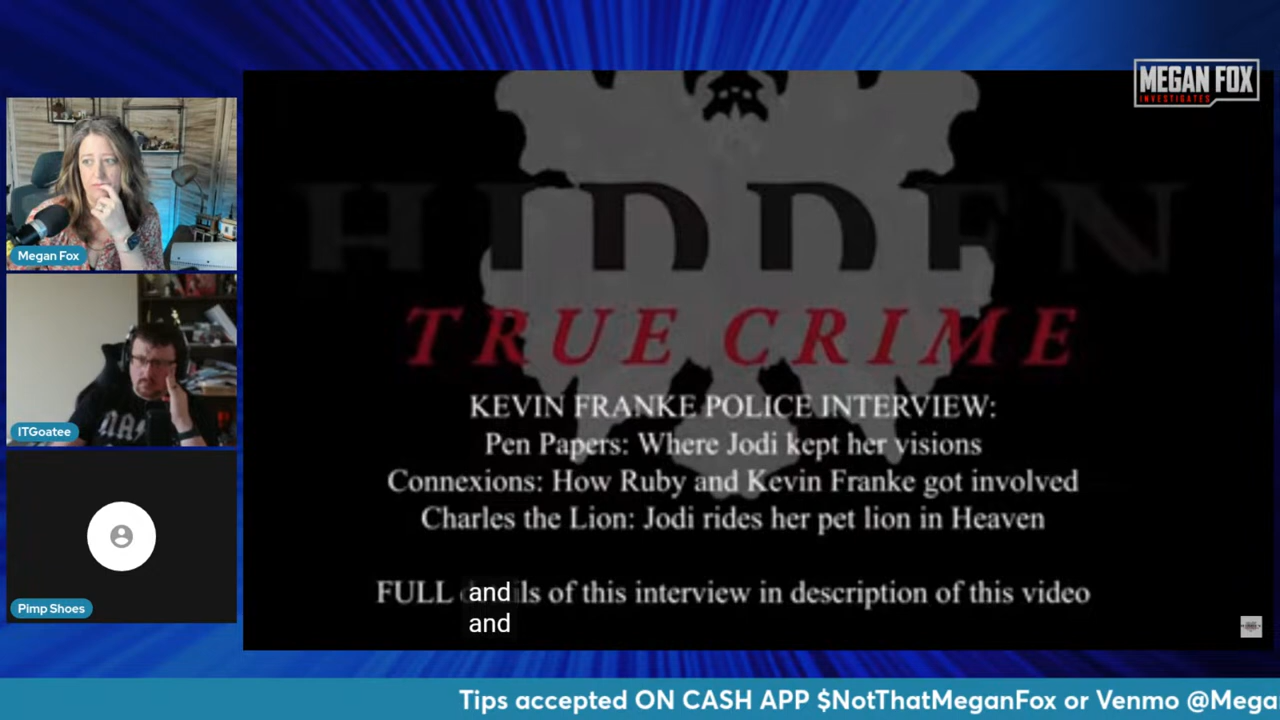 MEGAN FOX
INVESTIGATES
Megan Fox
ITGoatee
Pimp Shoes
HIDDEN
TRUE CRIME
KEVIN FRANKE POLICE INTERVIEW:
Pen Papers: Where Jodi kept her visions
Connexions: How Ruby and Kevin Franke got involved
Charles the Lion: Jodi rides her pet lion in Heaven
FULL ils of this interview in description of this video
and
and
Tips accepted ON CASH APP $NotThatMeganFox or Venmo @Mega